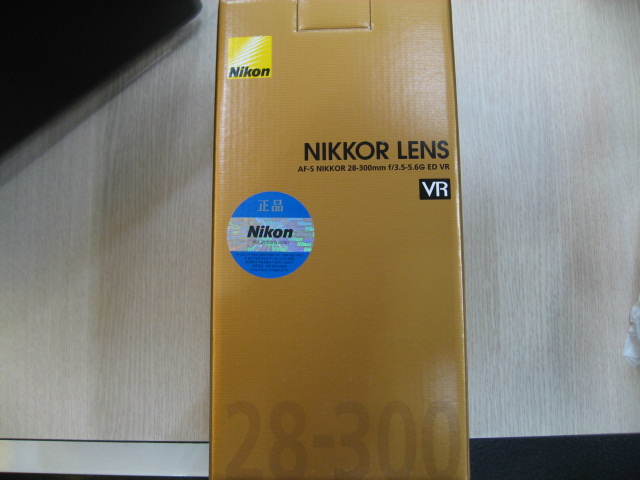 Nikon
NIKKOR LENS
AF-S NIKKOR 28-300mm f/3.5-5.6G ED VR
VR
正品
Nikon
28-300